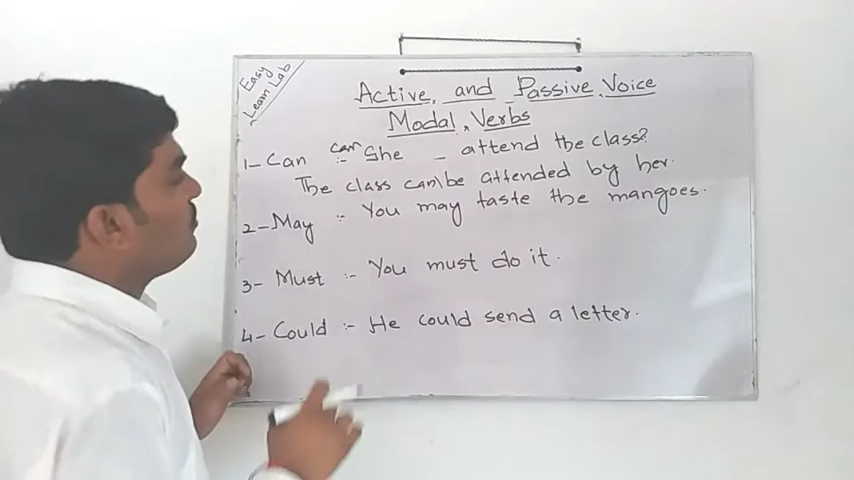 Easy
Learn Lab
Active and Passive Voice
Modal Verbs
1- Can :- can She - attend the class?
The class can be attended by her.
2- May :- You may taste the mangoes.
3- Must :- You must do it.
4- Could :- He could send a letter.